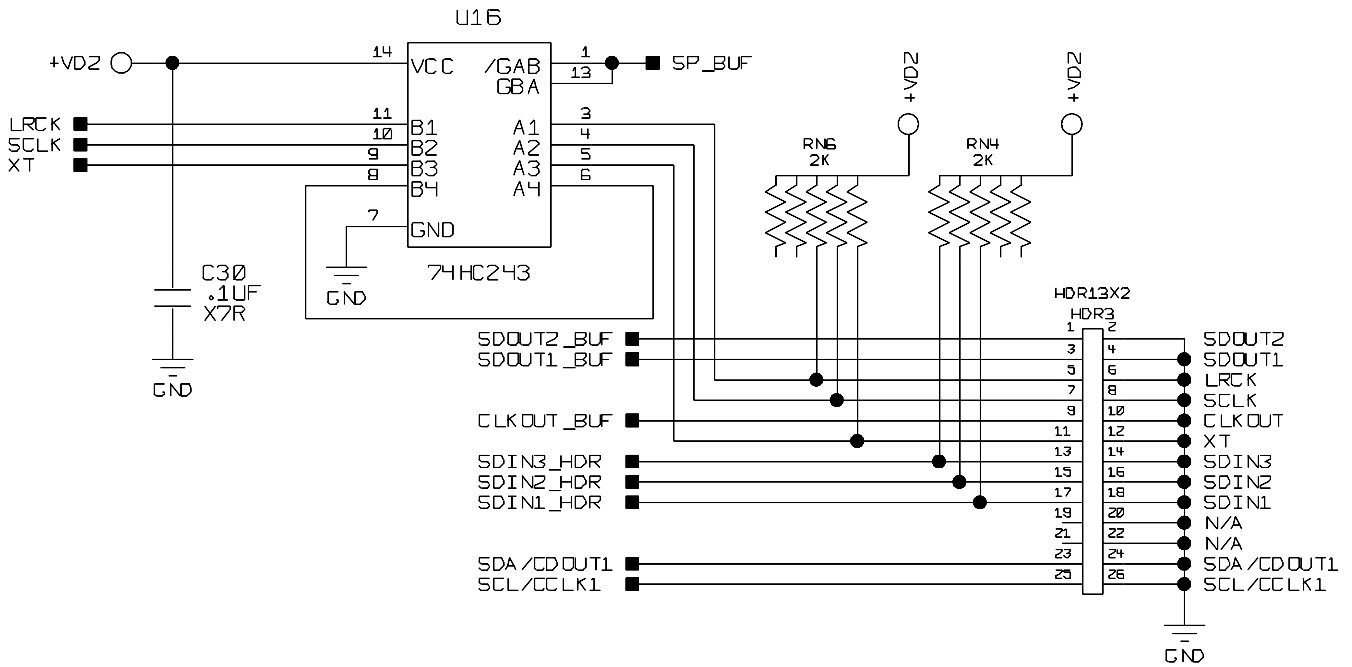 U16
+VD2
14
VCC
/GAB
1
SP_BUF
GBA
13
LRCK
11
B1
A1
3
SCLK
10
B2
A2
4
XT
9
B3
A3
5
8
B4
A4
6
7
GND
GND
74HC243
C30
.1UF
X7R
GND
+VD2
+VD2
RN6
2K
RN4
2K
HDR13X2
HDR3
SDOUT2_BUF
1
2
SDOUT2
SDOUT1_BUF
3
4
SDOUT1
5
6
LRCK
7
8
SCLK
CLKOUT_BUF
9
10
CLKOUT
11
12
XT
SDIN3_HDR
13
14
SDIN3
SDIN2_HDR
15
16
SDIN2
SDIN1_HDR
17
18
SDIN1
19
20
N/A
21
22
N/A
SDA/CDOUT1
23
24
SDA/CDOUT1
SCL/CCLK1
25
26
SCL/CCLK1
GND